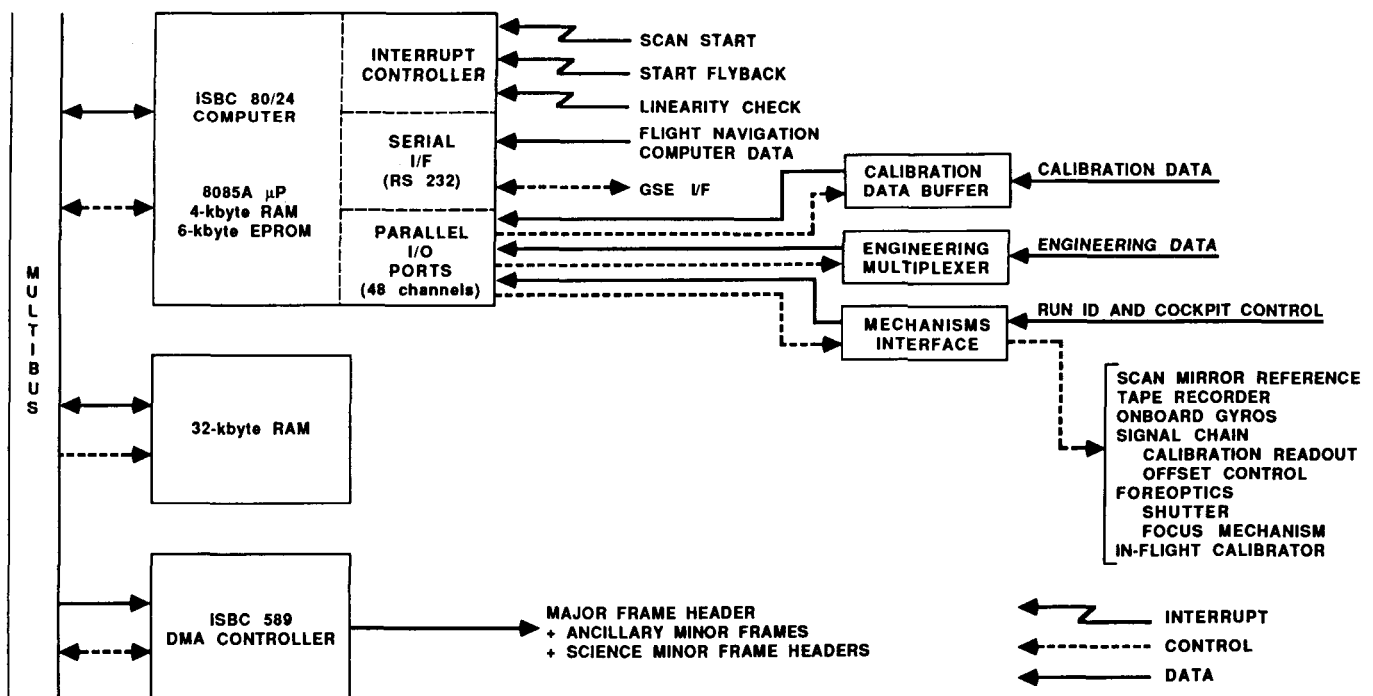 MULTIBUS
iSBC 80/24
COMPUTER
8085A μP
4-kbyte RAM
6-kbyte EPROM
INTERRUPT
CONTROLLER
SERIAL
I/F
(RS 232)
PARALLEL
I/O
PORTS
(48 channels)
SCAN START
START FLYBACK
LINEARITY CHECK
FLIGHT NAVIGATION
COMPUTER DATA
GSE I/F
CALIBRATION
DATA BUFFER
CALIBRATION DATA
ENGINEERING
MULTIPLEXER
ENGINEERING DATA
MECHANISMS
INTERFACE
RUN ID AND COCKPIT CONTROL
SCAN MIRROR REFERENCE
TAPE RECORDER
ONBOARD GYROS
SIGNAL CHAIN
CALIBRATION READOUT
OFFSET CONTROL
FOREOPTICS
SHUTTER
FOCUS MECHANISM
IN-FLIGHT CALIBRATOR
32-kbyte RAM
iSBC 589
DMA CONTROLLER
MAJOR FRAME HEADER
+ ANCILLARY MINOR FRAMES
+ SCIENCE MINOR FRAME HEADERS
INTERRUPT
CONTROL
DATA